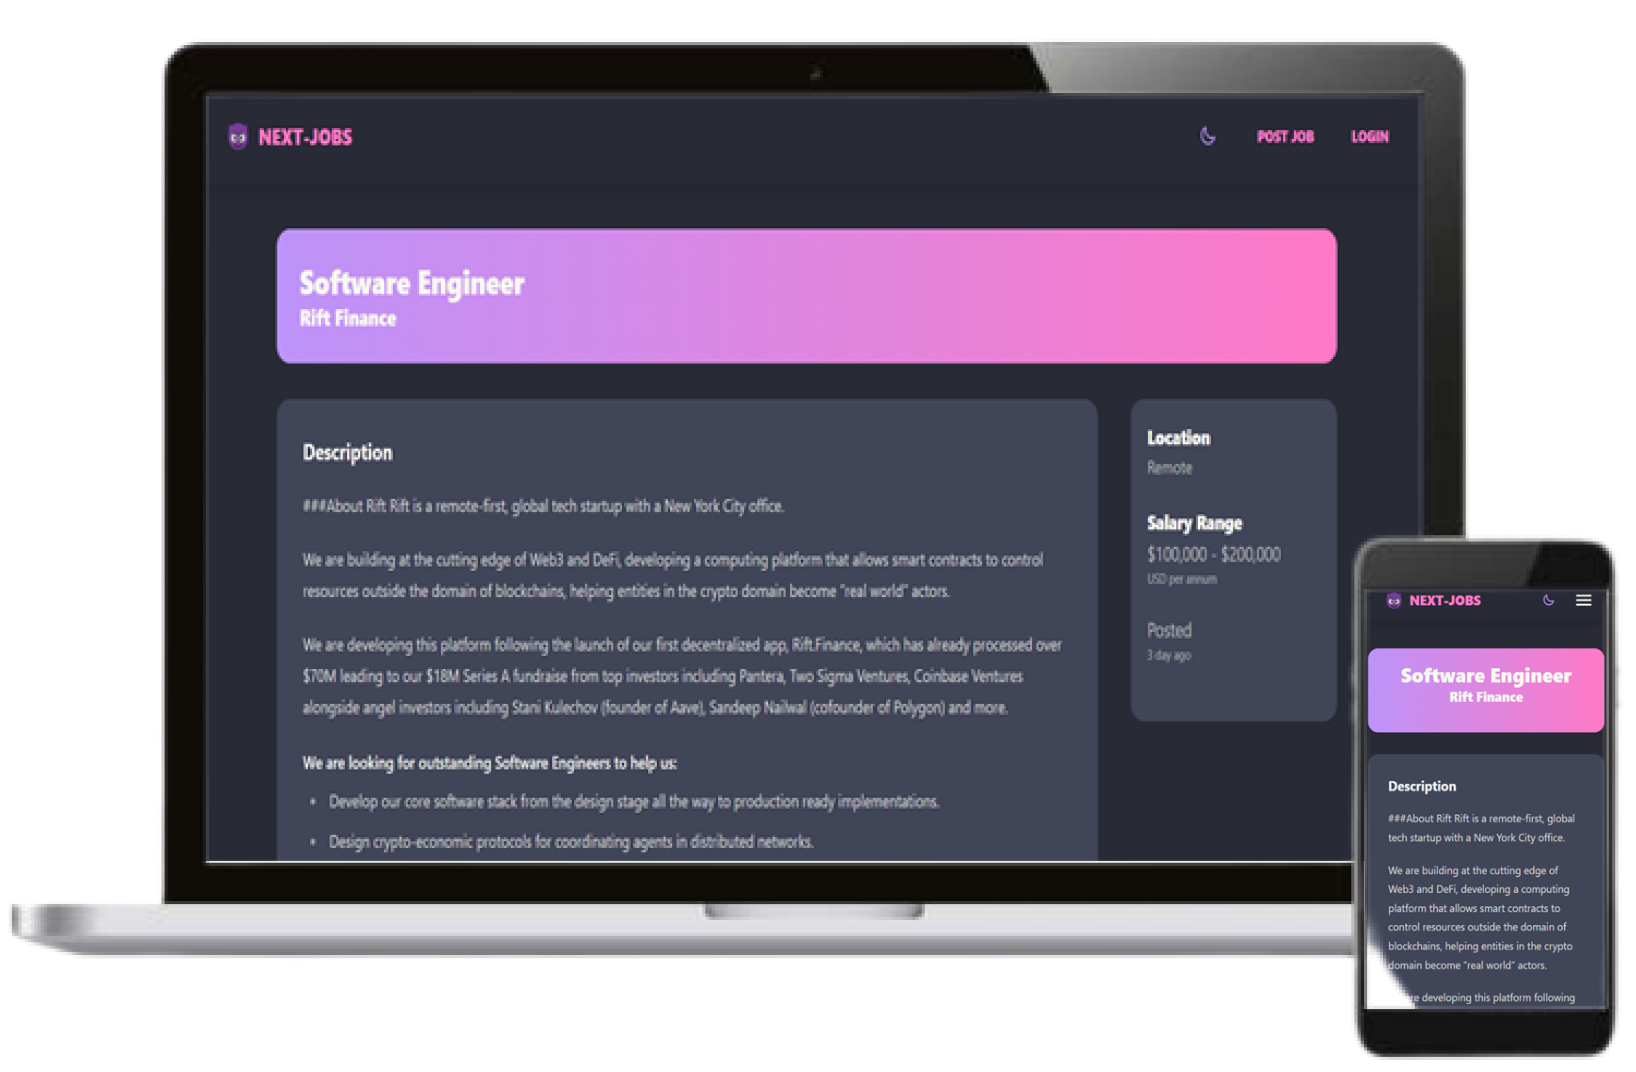 NEXT-JOBS
POST JOB
LOGIN
Software Engineer
Rift Finance
Description
###About Rift Rift is a remote-first, global tech startup with a New York City office.
We are building at the cutting edge of Web3 and DeFi, developing a computing platform that allows smart contracts to control
resources outside the domain of blockchains, helping entities in the crypto domain become "real world" actors.
We are developing this platform following the launch of our first decentralized app, Rift.Finance, which has already processed over
$70M leading to our $18M Series A fundraise from top investors including Pantera, Two Sigma Ventures, Coinbase Ventures
alongside angel investors including Stani Kulechov (founder of Aave), Sandeep Nailwal (cofounder of Polygon) and more.
We are looking for outstanding Software Engineers to help us:
• Develop our core software stack from the design stage all the way to production ready implementations.
• Design crypto-economic protocols for coordinating agents in distributed networks.
Location
Remote
Salary Range
$100,000 - $200,000
USD per annum
Posted
3 day ago
NEXT-JOBS
Software Engineer
Rift Finance
Description
###About Rift Rift is a remote-first, global
tech startup with a New York City office.
We are building at the cutting edge of
Web3 and DeFi, developing a computing
platform that allows smart contracts to
control resources outside the domain of
blockchains, helping entities in the crypto
domain become "real world" actors.
developing this platform following